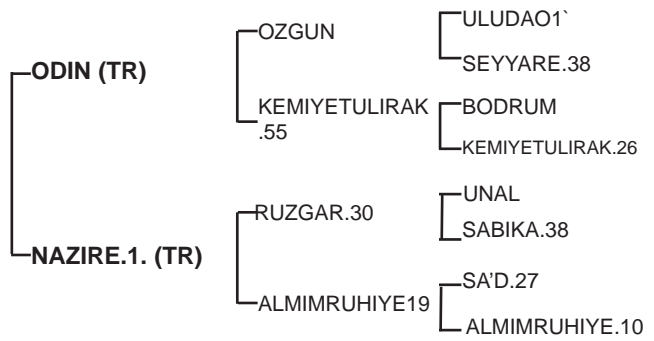 ULUDAO1`
OZGUN
SEYYARE.38
ODIN (TR)
KEMIYETULIRAK
.55
BODRUM
KEMIYETULIRAK.26
UNAL
RUZGAR.30
SABIKA.38
NAZIRE.1. (TR)
SA'D.27
ALMIMRUHIYE19
ALMIMRUHIYE.10